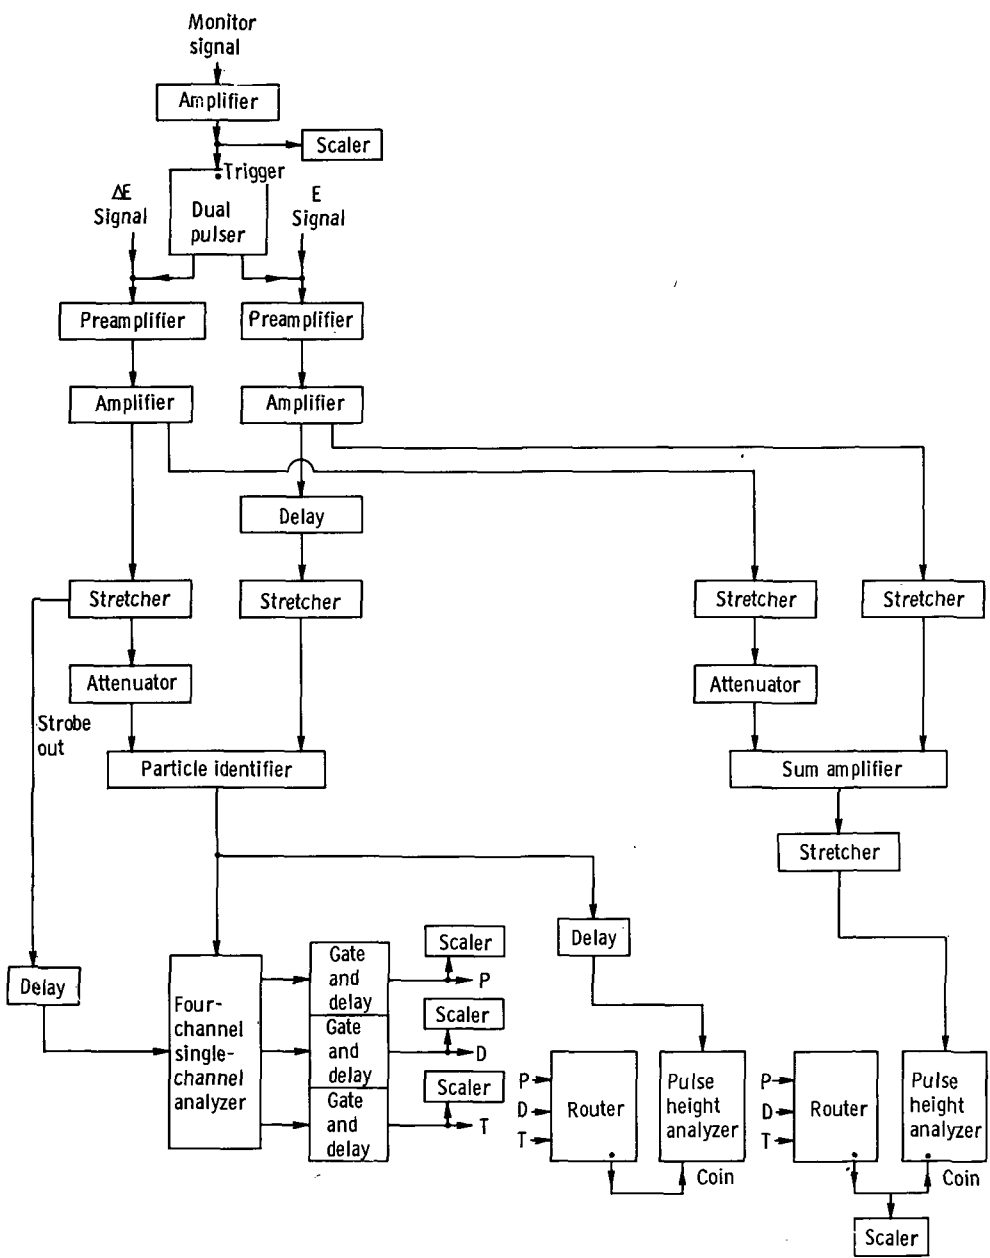 Monitor
signal
Amplifier
Scaler
Trigger
ΔE
Signal
Dual
pulser
E
Signal
Preamplifier
Preamplifier
Amplifier
Amplifier
Delay
Stretcher
Stretcher
Stretcher
Stretcher
Attenuator
Attenuator
Strobe
out
Particle identifier
Sum amplifier
Stretcher
Delay
Delay
Four-
channel
single-
channel
analyzer
Gate
and
delay
Scaler
P
Gate
and
delay
Scaler
D
Gate
and
delay
Scaler
T
P
D
T
Router
Pulse
height
analyzer
Coin
P
D
T
Router
Pulse
height
analyzer
Coin
Scaler